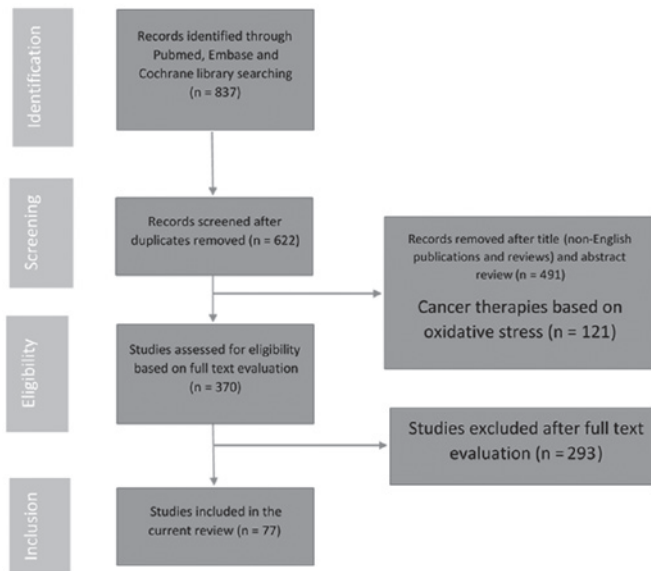 Identification
Records identified through
Pubmed, Embase and
Cochrane library searching
(n = 837)
Screening
Records screened after
duplicates removed (n = 622)
Records removed after title (non-English
publications and reviews) and abstract
review (n = 491)
Cancer therapies based on
oxidative stress (n = 121)
Eligibility
Studies assessed for eligibility
based on full text evaluation
(n = 370)
Studies excluded after full text
evaluation (n = 293)
Inclusion
Studies included in the
current review (n = 77)